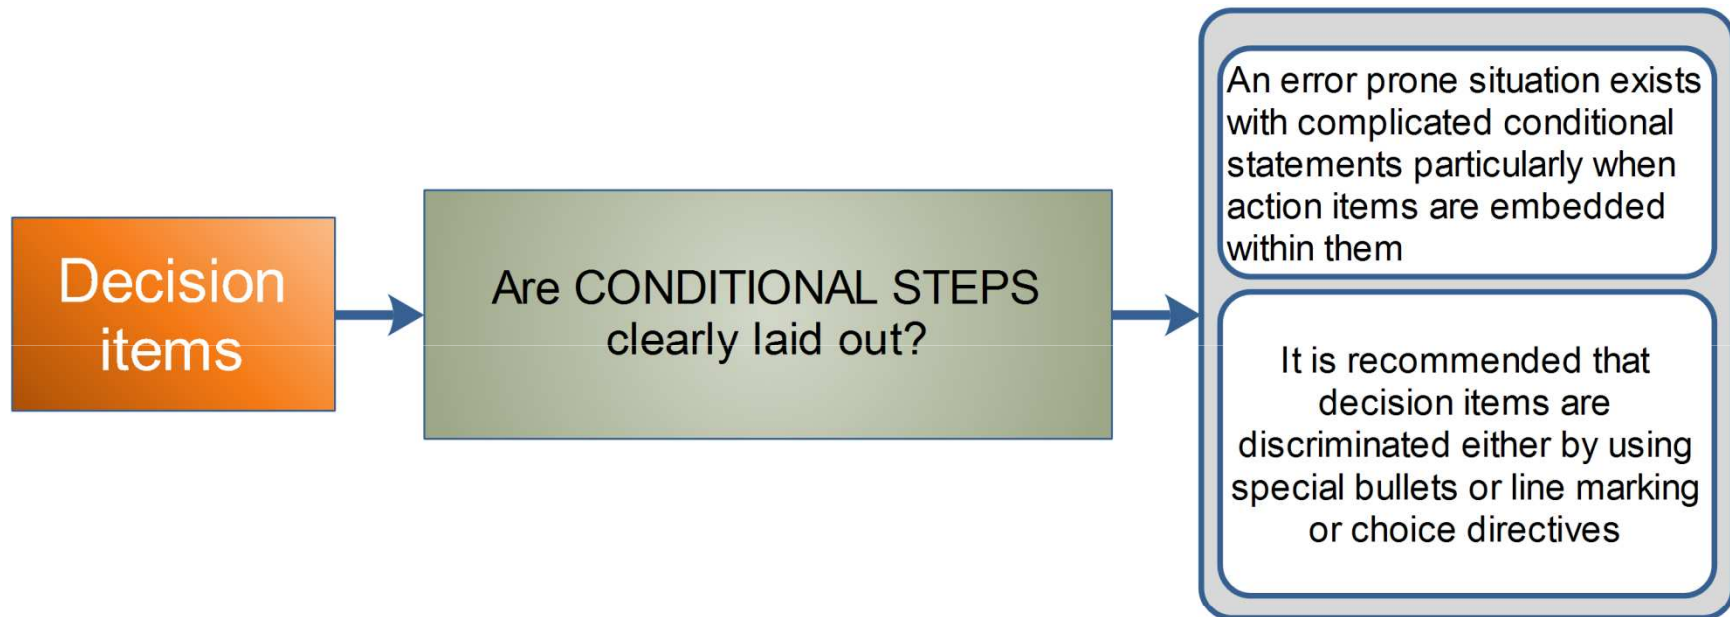 Decision
items
Are CONDITIONAL STEPS
clearly laid out?
An error prone situation exists
with complicated conditional
statements particularly when
action items are embedded
within them
It is recommended that
decision items are
discriminated either by using
special bullets or line marking
or choice directives